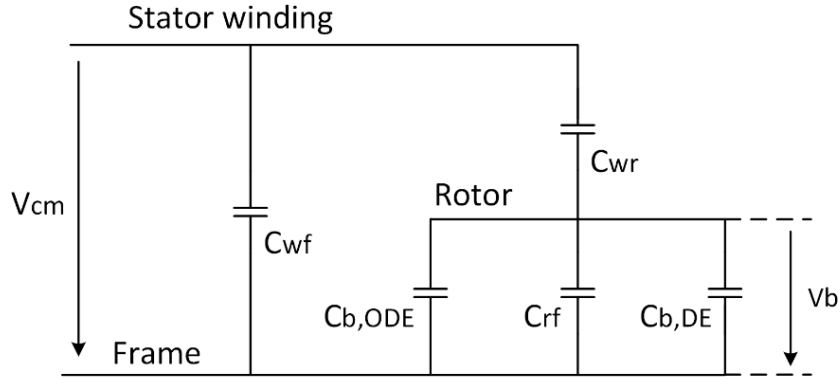 Stator winding
Cwr
Vcm
Rotor
Cwf
Vb
Cb,ODE
Crf
Cb,DE
Frame